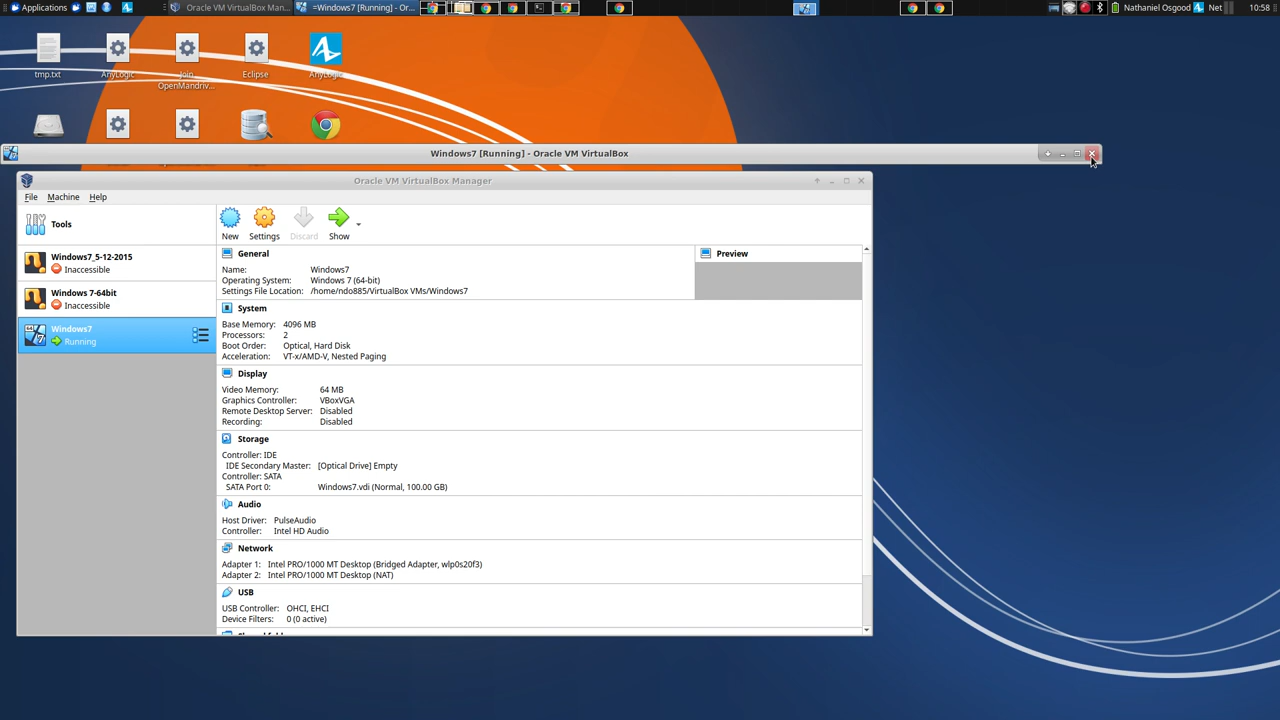 Applications
Oracle VM VirtualBox Man...
=Windows7 [Running] - Or...
Nathaniel Osgood
Net
10:58
tmp.txt
AnyLogic
Join
OpenMandriv...
Eclipse
AnyLogic
Windows7 [Running] - Oracle VM VirtualBox
Oracle VM VirtualBox Manager
File Machine Help
Tools
New
Settings
Discard
Show
Windows7_5-12-2015
Inaccessible
Windows 7-64bit
Inaccessible
Windows7
Running
General
Name: Windows7
Operating System: Windows 7 (64-bit)
Settings File Location: /home/ndo885/VirtualBox VMs/Windows7
Preview
System
Base Memory: 4096 MB
Processors: 2
Boot Order: Optical, Hard Disk
Acceleration: VT-x/AMD-V, Nested Paging
Display
Video Memory: 64 MB
Graphics Controller: VBoxVGA
Remote Desktop Server: Disabled
Recording: Disabled
Storage
Controller: IDE
IDE Secondary Master: [Optical Drive] Empty
Controller: SATA
SATA Port 0: Windows7.vdi (Normal, 100.00 GB)
Audio
Host Driver: PulseAudio
Controller: Intel HD Audio
Network
Adapter 1: Intel PRO/1000 MT Desktop (Bridged Adapter, wlp0s20f3)
Adapter 2: Intel PRO/1000 MT Desktop (NAT)
USB
USB Controller: OHCI, EHCI
Device Filters: 0 (0 active)